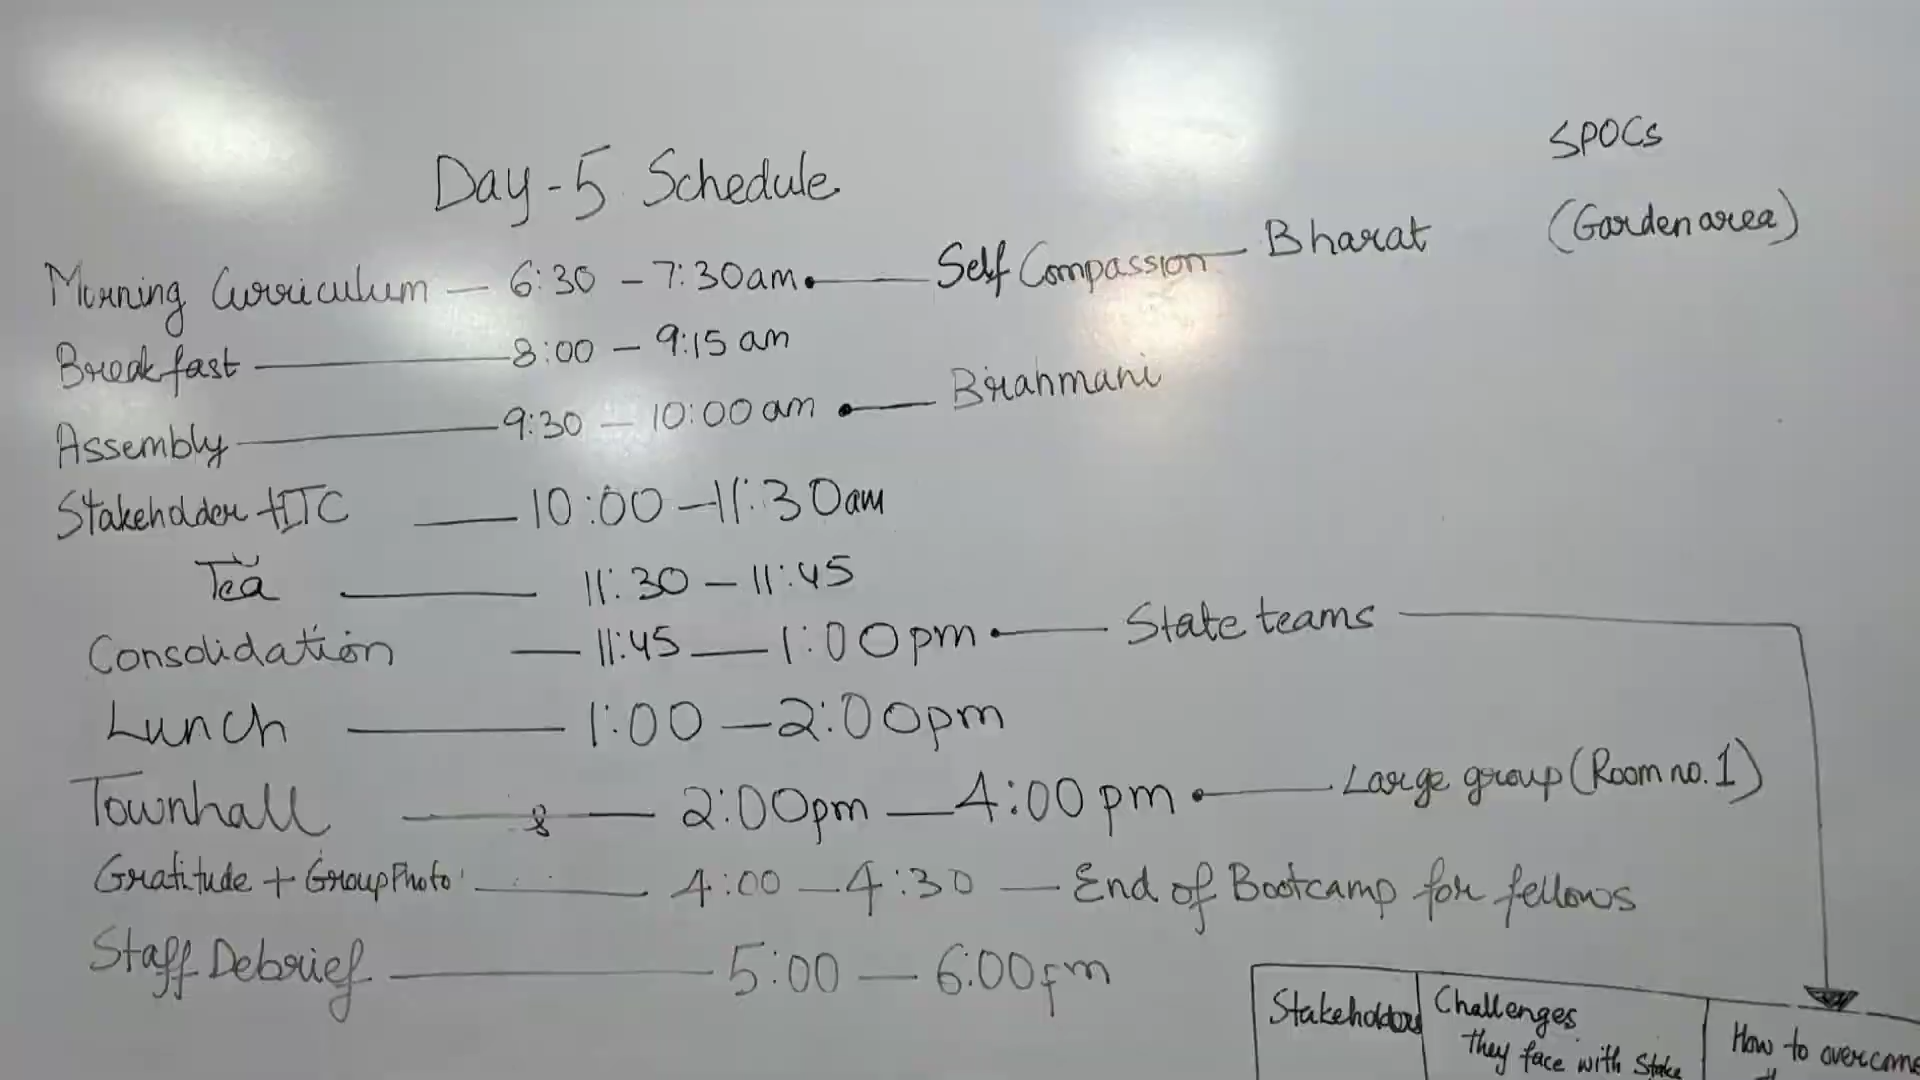 Day-5 Schedule
SPOCs
(Garden area)
Morning Curriculum — 6:30 – 7:30am •—— Self Compassion — Bharat
Breakfast —— 8:00 – 9:15 am
Assembly —— 9:30 – 10:00 am •—— Brahmani
Stakeholder + ITC —— 10:00 – 11:30am
Tea —— 11:30 – 11:45
Consolidation — 11:45 — 1:00pm •—— State teams
Lunch —— 1:00 – 2:00pm
Townhall —— 2:00pm — 4:00pm •—— Large group (Room no. 1)
Gratitude + Group Photo —— 4:00 – 4:30 — End of Bootcamp for fellows
Staff Debrief —— 5:00 — 6:00pm
Stakeholders
Challenges
they face with Stake
How to overcome